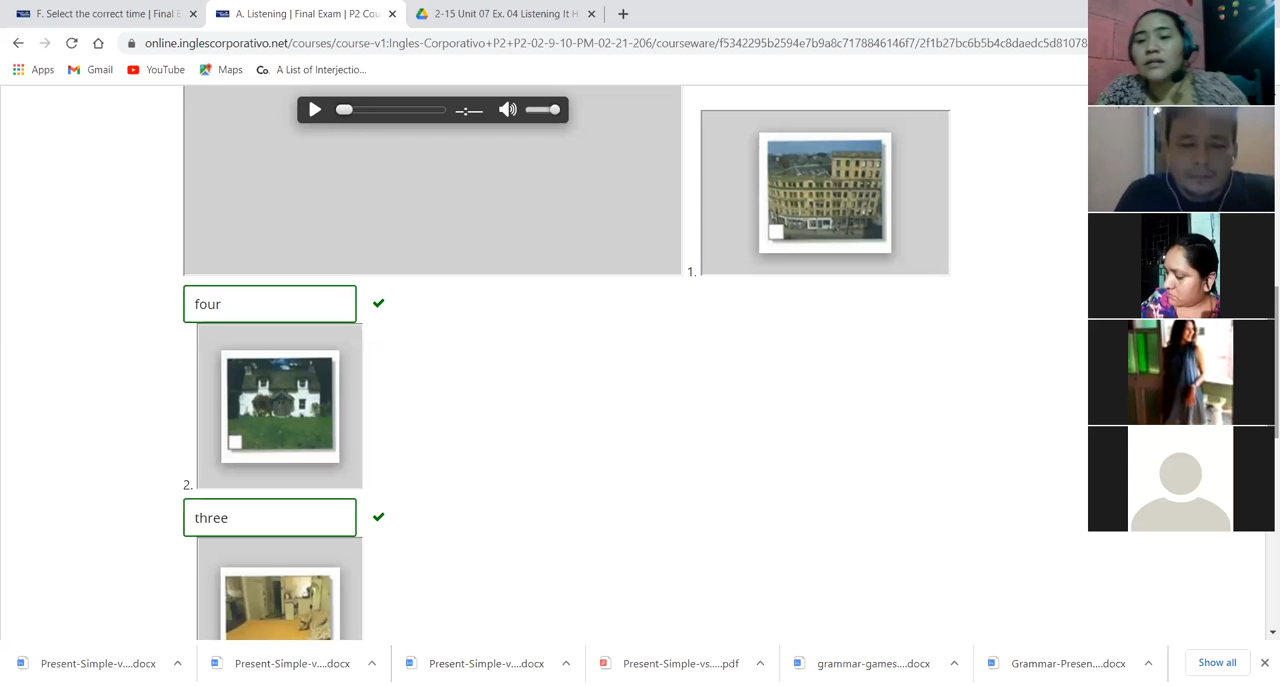 F. Select the correct time | Final E
A. Listening | Final Exam | P2 Cou
2-15 Unit 07 Ex. 04 Listening It H
online.inglescorporativo.net/courses/course-v1:Ingles-Corporativo+P2+P2-02-9-10-PM-02-21-206/courseware/f5342295b2594e7b9a8c7178846146f7/2f1b27bc6b5b4c8daedc5d81078
Apps Gmail YouTube Maps Co. A List of Interjectio...
-:--
1.
four
2.
three
Present-Simple-v....docx Present-Simple-v....docx Present-Simple-v....docx Present-Simple-vs.....pdf grammar-games....docx Grammar-Presen....docx Show all